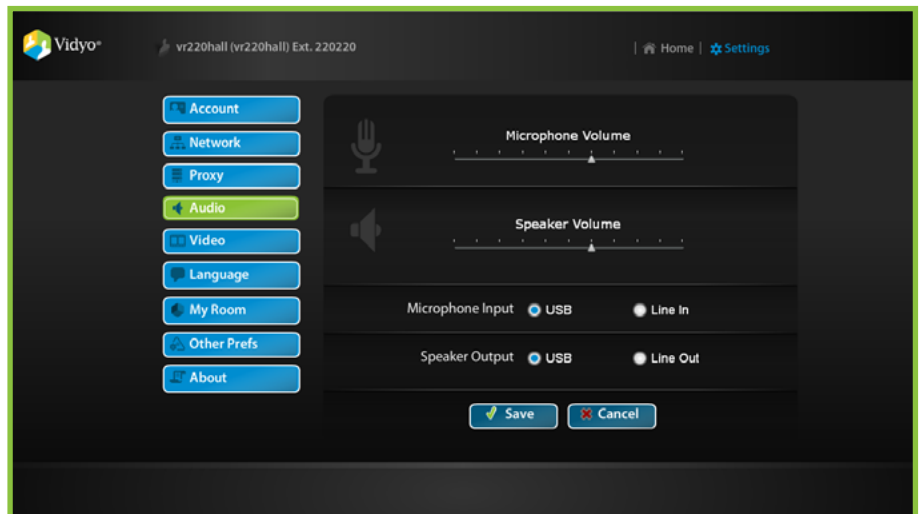 Vidyo®
vr220hall (vr220hall) Ext. 220220
| Home | Settings
Account
Network
Proxy
Audio
Video
Language
My Room
Other Prefs
About
Microphone Volume
Speaker Volume
Microphone Input USB Line In
Speaker Output USB Line Out
Save Cancel